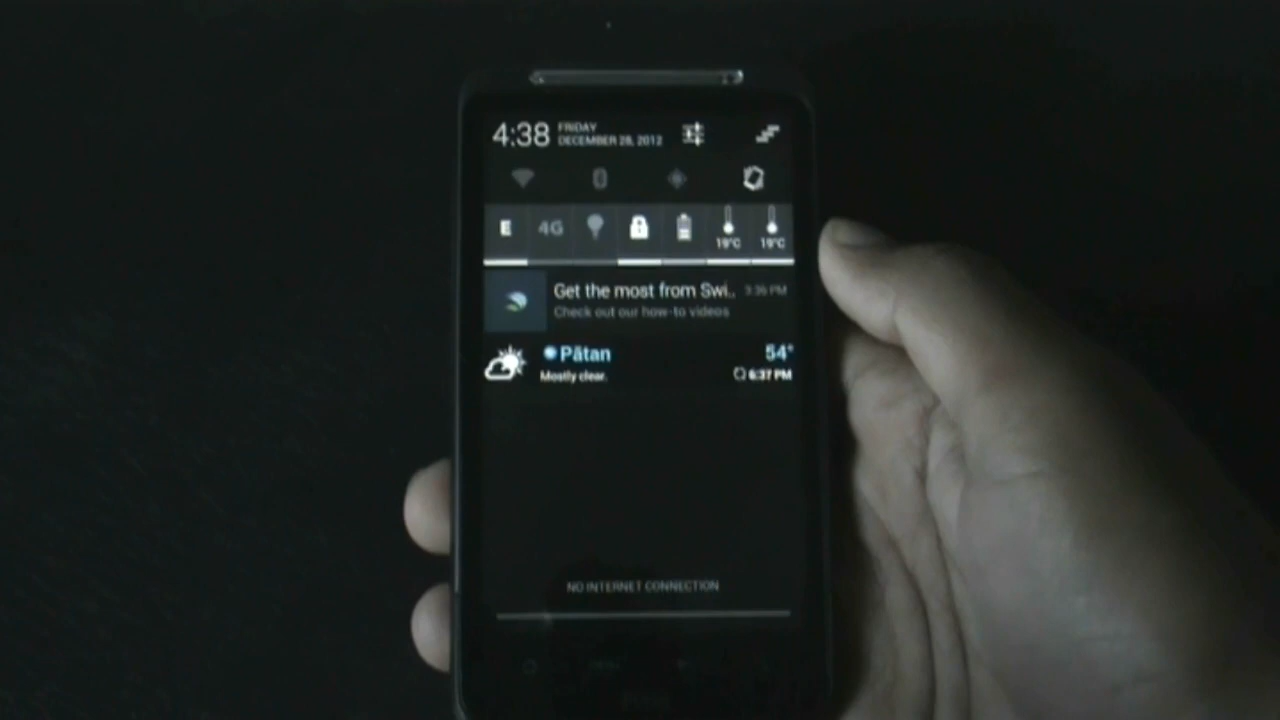 4:38 FRIDAY
DECEMBER 28, 2012
E 4G 19°C 19°C
Get the most from Swi.. 3:36 PM
Check out our how-to videos
Pātan 54°
Mostly clear. 6:37 PM
NO INTERNET CONNECTION